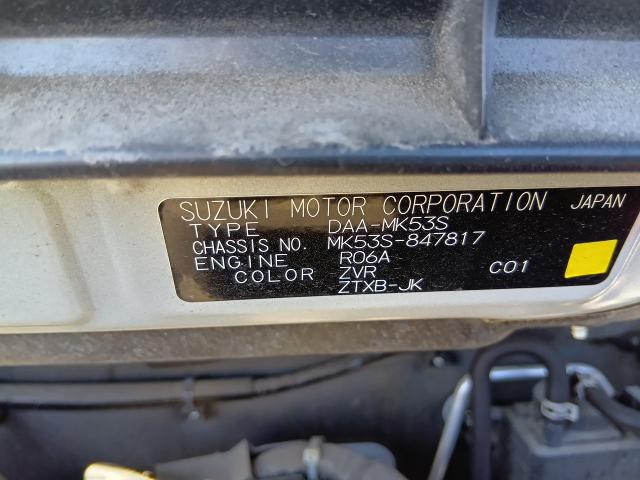 SUZUKI MOTOR CORPORATION JAPAN
TYPE DAA-MK53S
CHASSIS NO. MK53S-847817
ENGINE R06A
COLOR ZVR C01
ZTXB-JK